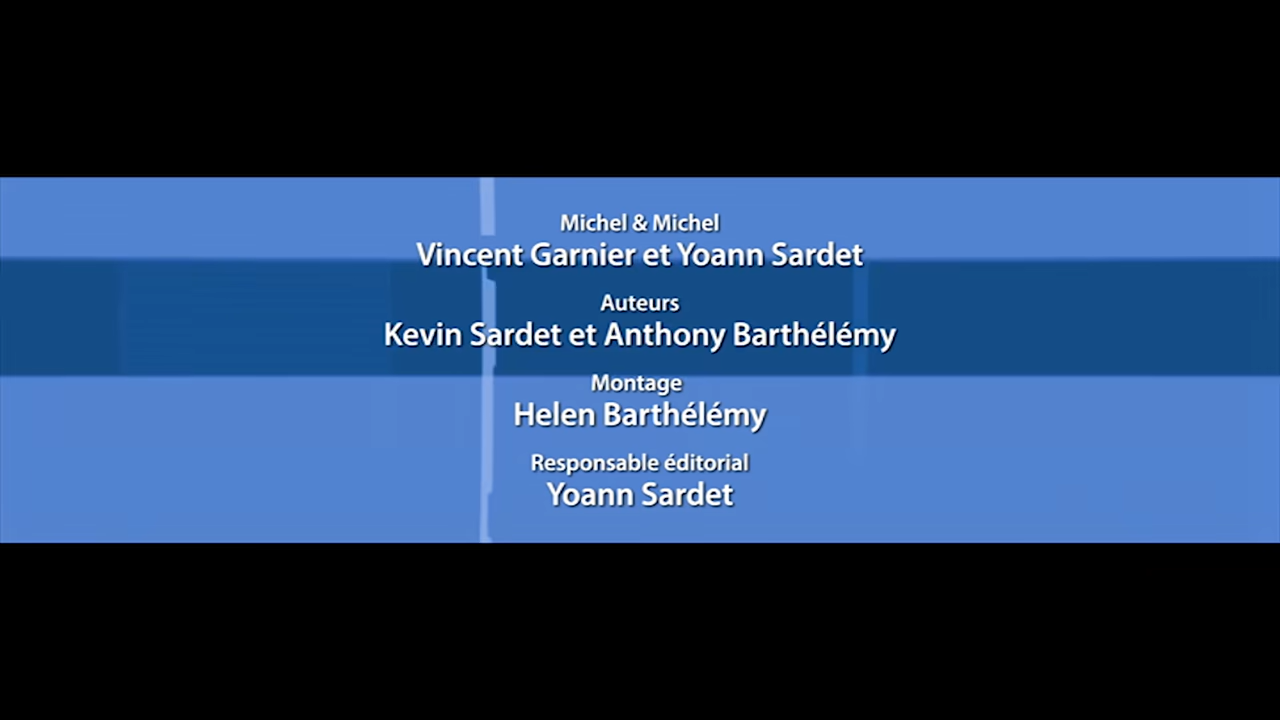 Michel & Michel
Vincent Garnier et Yoann Sardet
Auteurs
Kevin Sardet et Anthony Barthélémy
Montage
Helen Barthélémy
Responsable éditorial
Yoann Sardet